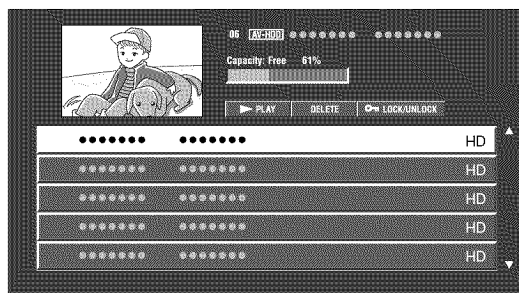 06 AV-HDD ●●●●●●● ●●●●●●●
Capacity: Free 61%
PLAY DELETE LOCK/UNLOCK
●●●●●●● ●●●●●●● HD
●●●●●●● ●●●●●●● HD
●●●●●●● ●●●●●●● HD
●●●●●●● ●●●●●●● HD
●●●●●●● ●●●●●●● HD